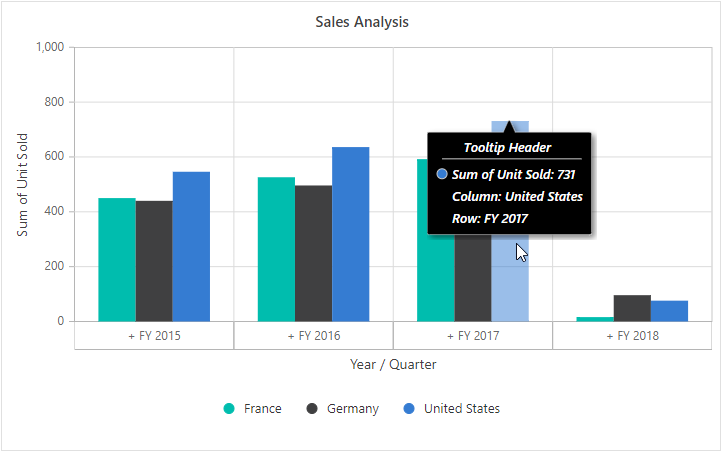 Sales Analysis
1,000
800
600
400
200
0
Sum of Unit Sold
Tooltip Header
Sum of Unit Sold: 731
Column: United States
Row: FY 2017
+ FY 2015
+ FY 2016
+ FY 2017
+ FY 2018
Year / Quarter
France
Germany
United States